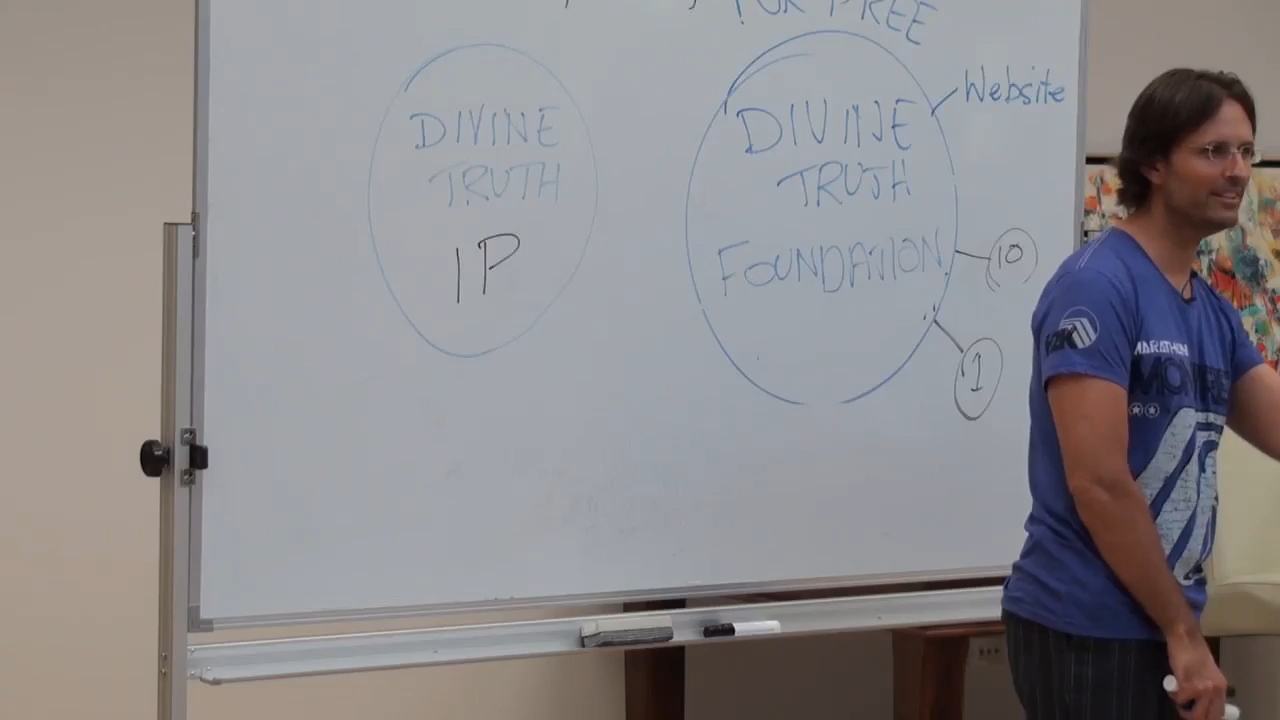 FOR FREE
DIVINE
TRUTH
IP
DIVINE
TRUTH
FOUNDATION
Website
10
1
MARATHON